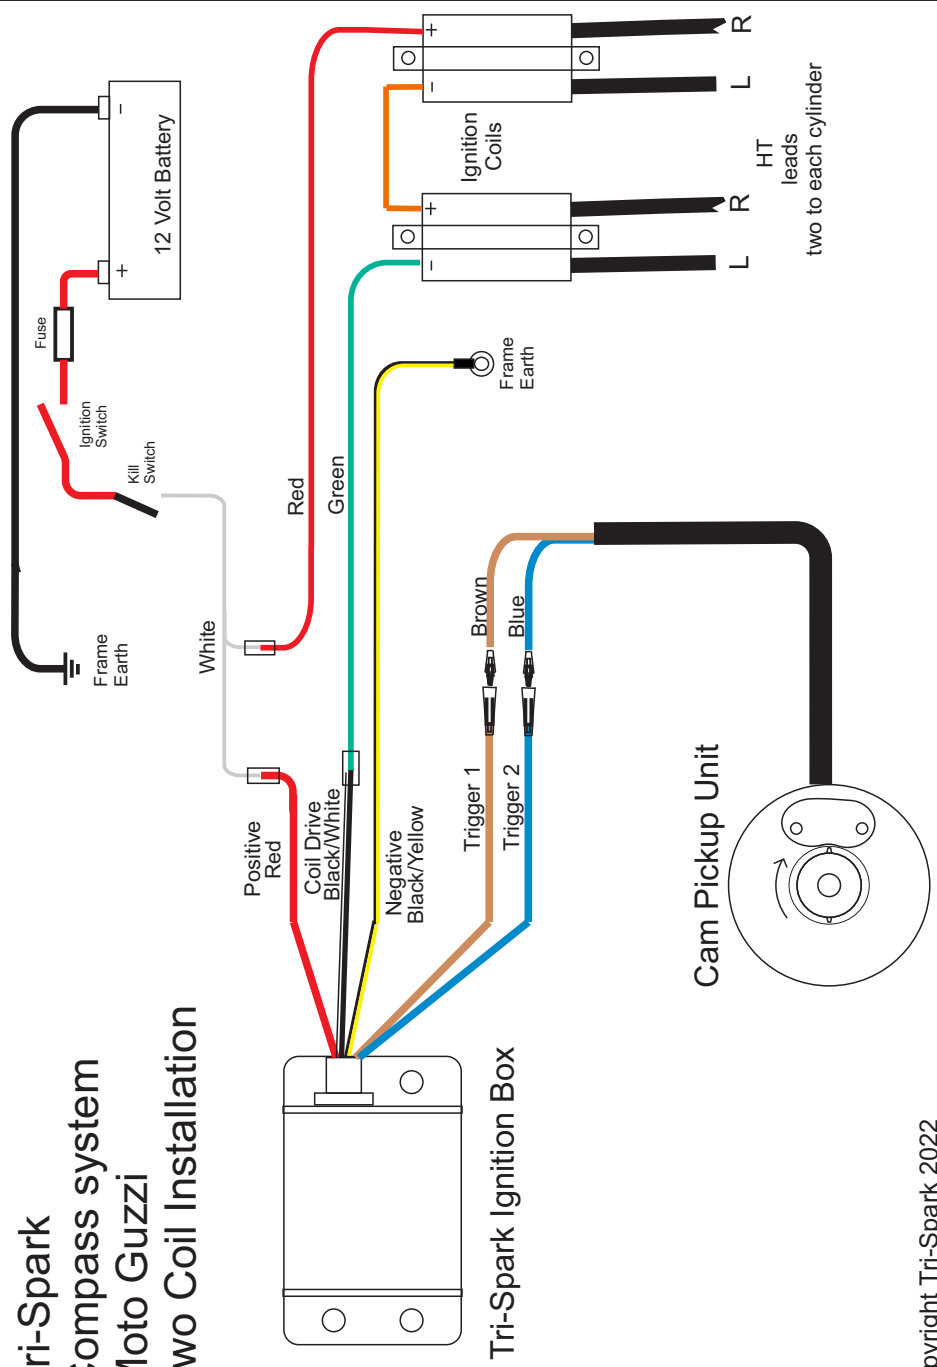 ri-Spark
Compass system
Moto Guzzi
wo Coil Installation
Frame
Earth
Kill
Switch
Ignition
Switch
Fuse
+
−
12 Volt Battery
White
Positive
Red
Red
Coil Drive
Black/White
Green
Negative
Black/Yellow
Frame
Earth
+
−
+
−
Ignition
Coils
L
R
L
R
HT
leads
two to each cylinder
Trigger 1
Brown
Trigger 2
Blue
Tri-Spark Ignition Box
Cam Pickup Unit
pyright Tri-Spark 2022